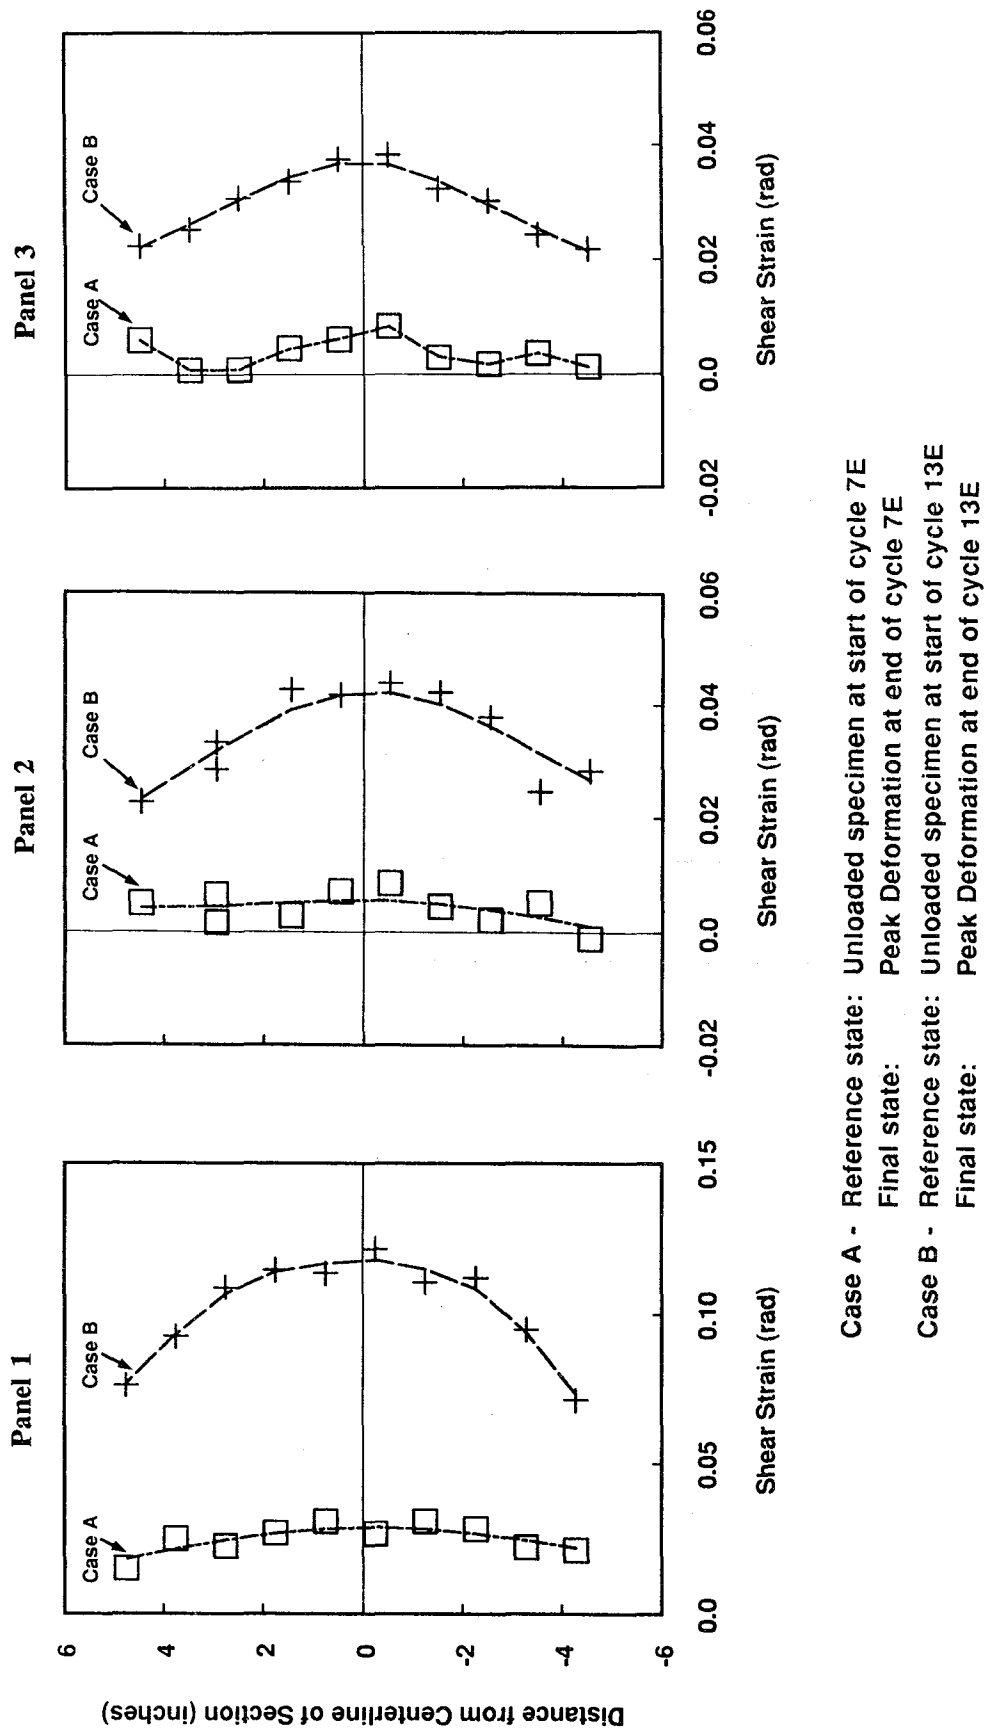 Panel 1
Panel 2
Panel 3
Distance from Centerline of Section (inches)
6
4
2
0
-2
-4
-6
Case A
Case B
0.0
0.05
0.10
0.15
Shear Strain (rad)
Case A
Case B
-0.02
0.0
0.02
0.04
0.06
Shear Strain (rad)
Case A
Case B
-0.02
0.0
0.02
0.04
0.06
Shear Strain (rad)
Case A - Reference state: Unloaded specimen at start of cycle 7E
Final state: Peak Deformation at end of cycle 7E
Case B - Reference state: Unloaded specimen at start of cycle 13E
Final state: Peak Deformation at end of cycle 13E